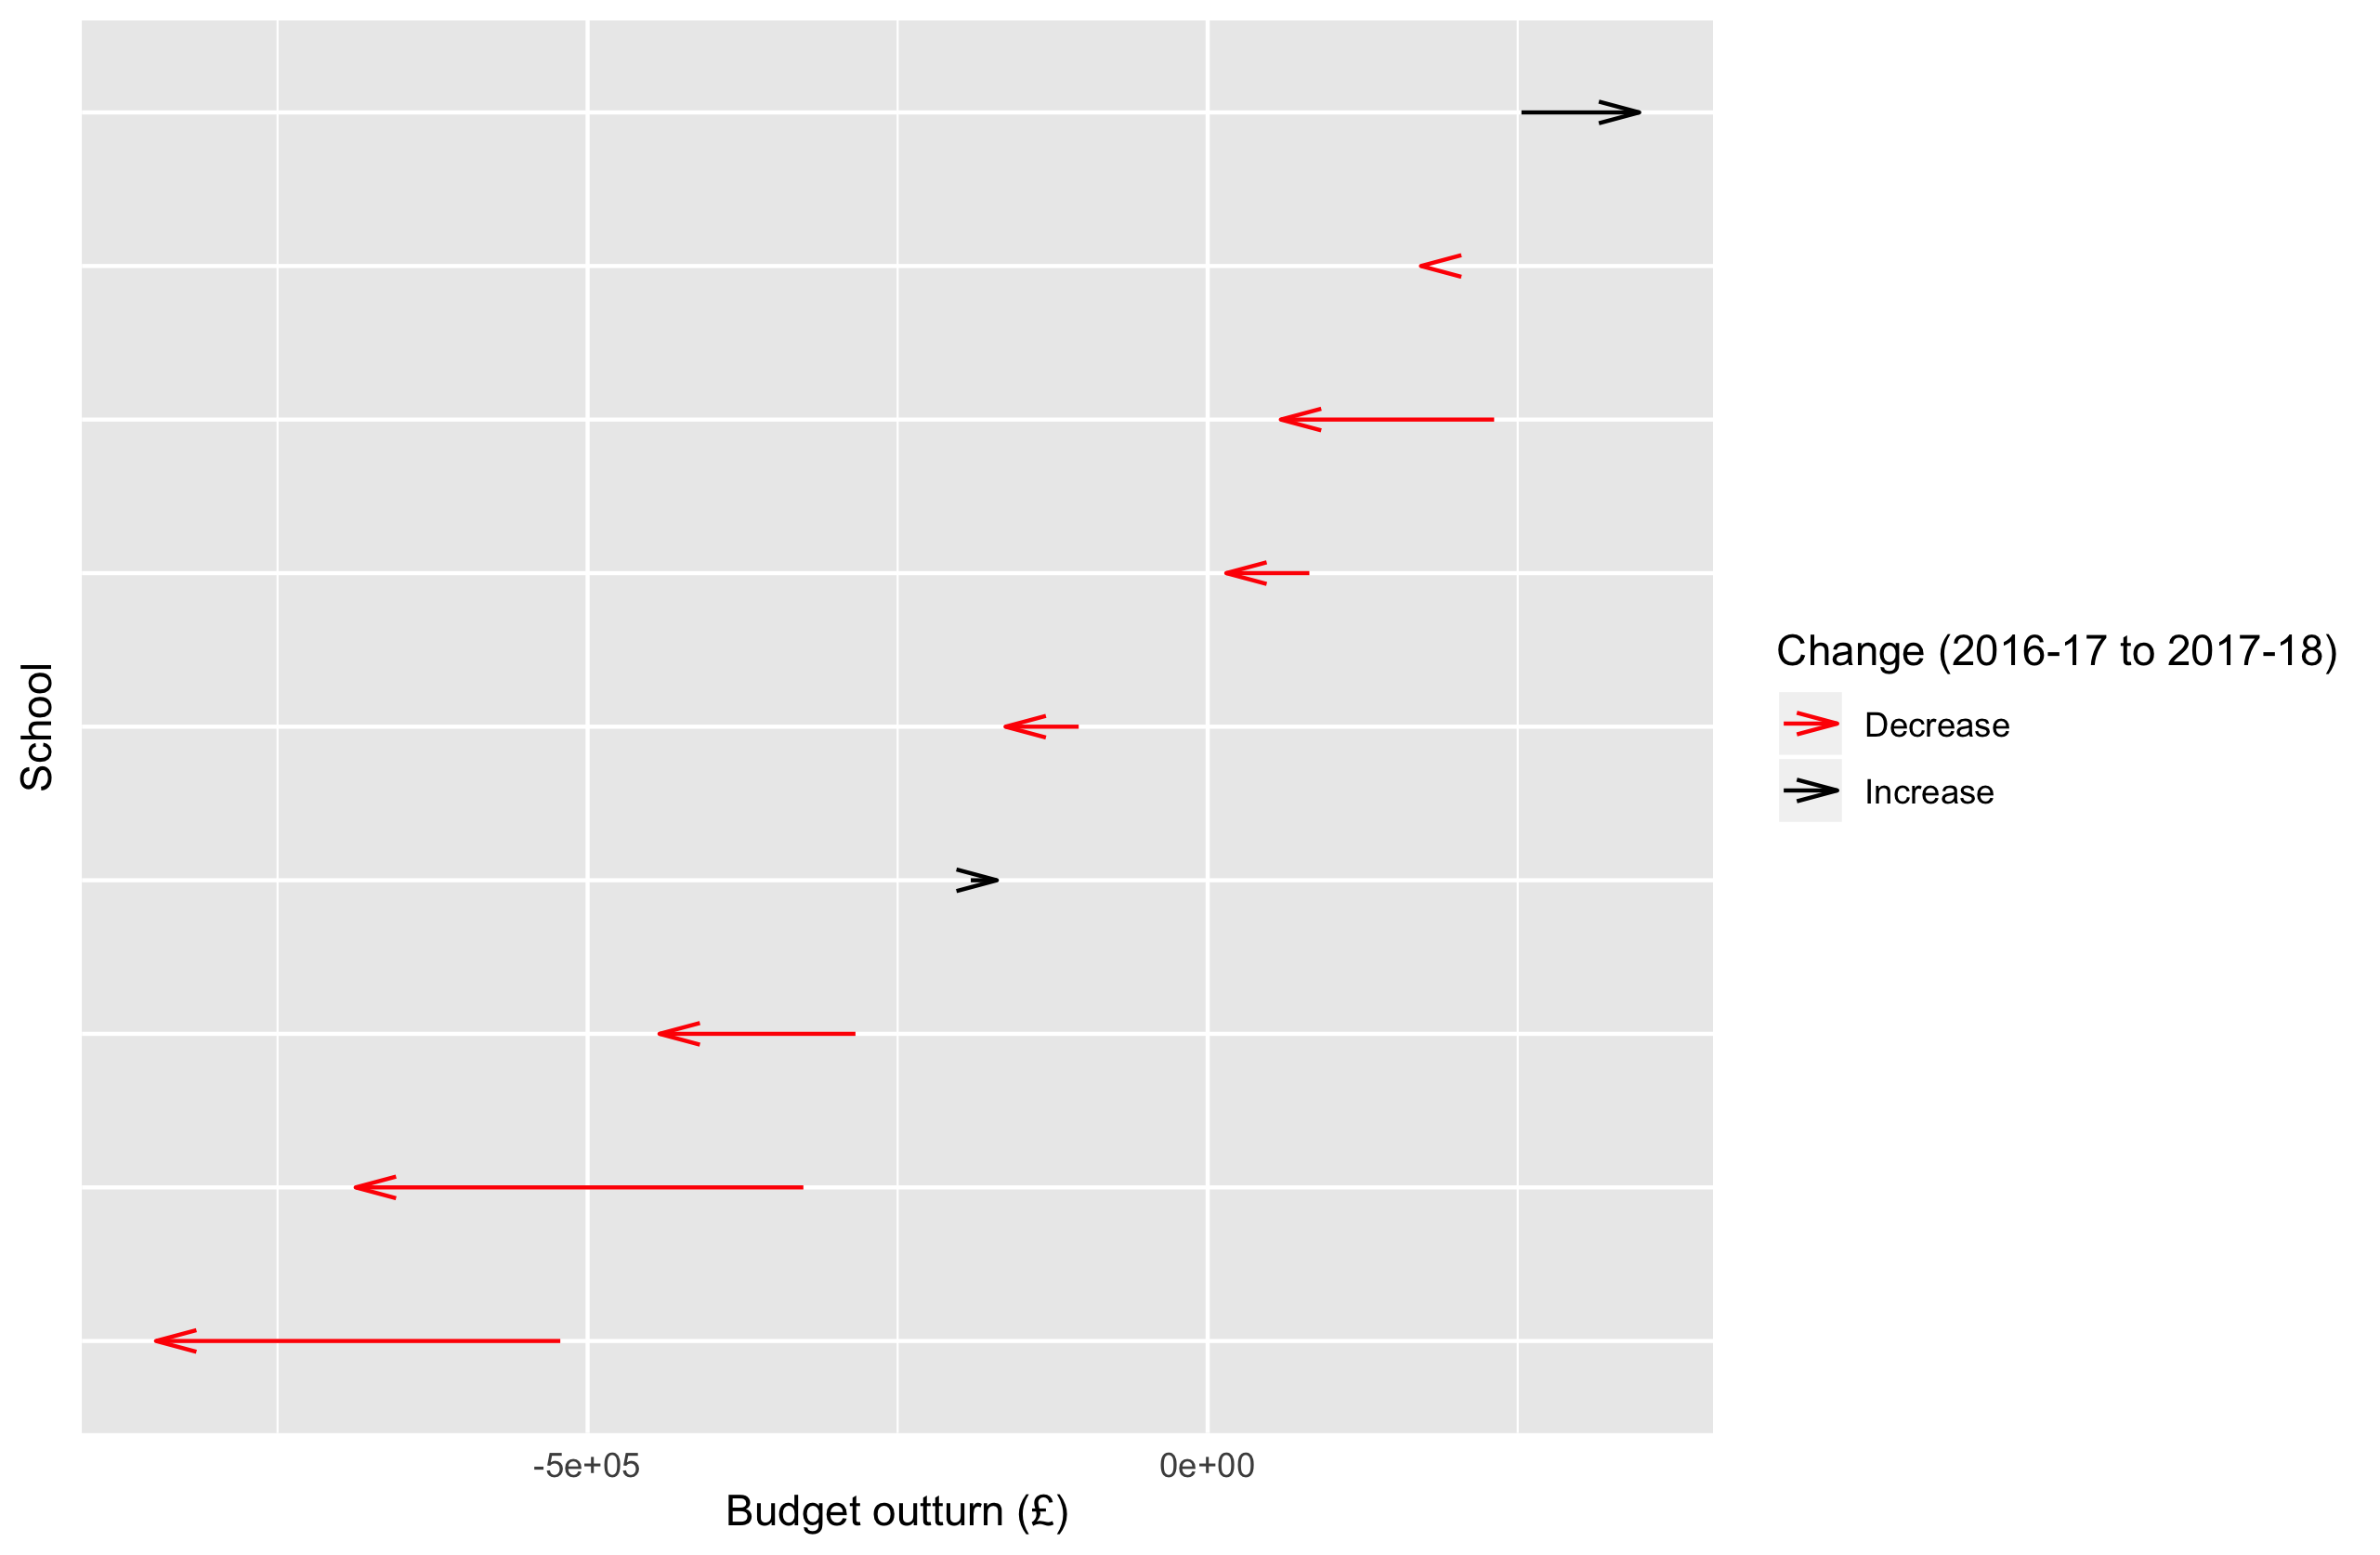 School
-5e+05
0e+00
Budget outturn (£)
Change (2016-17 to 2017-18)
Decrease
Increase